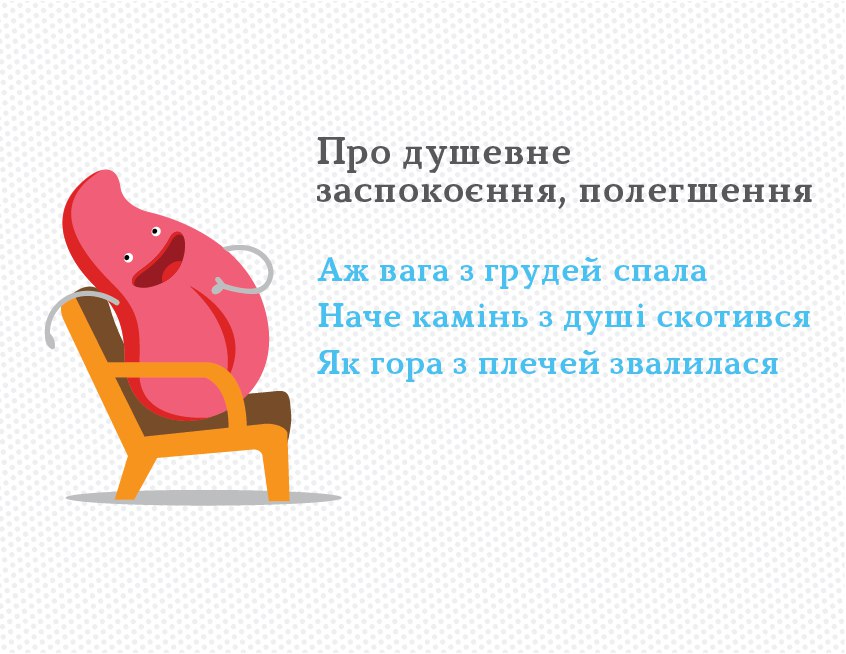 Про душевне
заспокоєння, полегшення
Аж вага з грудей спала
Наче камінь з душі скотився
Як гора з плечей звалилася